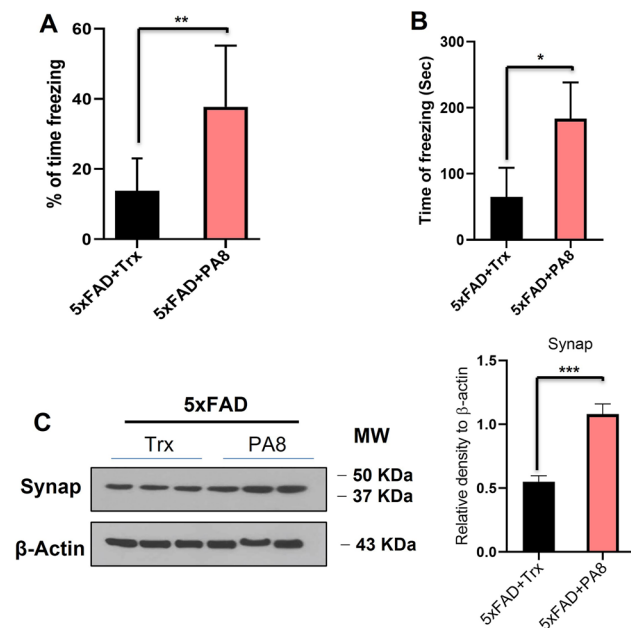 A
% of time freezing
60
40
20
0
**
5xFAD+Trx
5xFAD+PA8
B
Time of freezing (Sec)
300
200
100
0
*
5xFAD+Trx
5xFAD+PA8
C
5xFAD
Trx PA8
MW
Synap
– 50 KDa
– 37 KDa
β-Actin
– 43 KDa
Synap
Relative density to β-actin
1.5
1.0
0.5
0.0
***
5xFAD+Trx
5xFAD+PA8